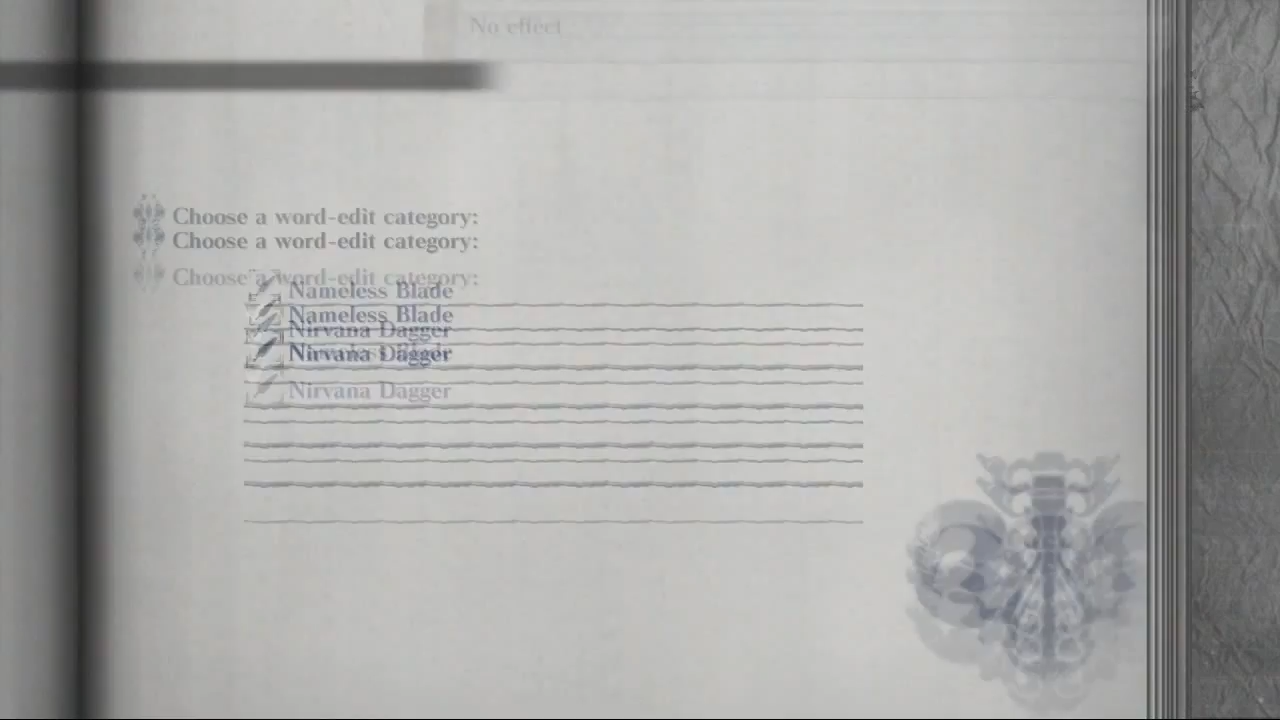 No effect
Choose a word-edit category:
Choose a word-edit category:
Choose a word-edit category:
Nameless Blade
Nameless Blade
Nirvana Dagger
Nirvana Dagger
Nirvana Dagger